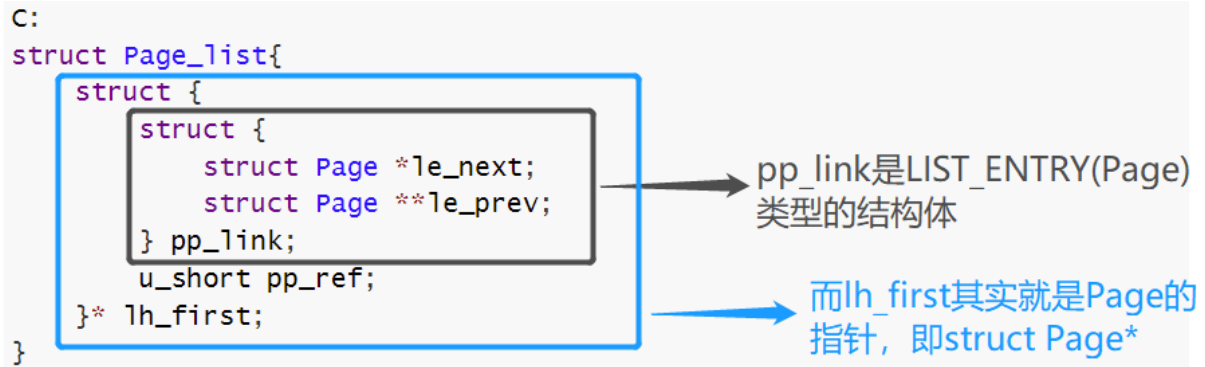 C:
struct Page_list{
struct {
struct {
struct Page *le_next;
struct Page **le_prev;
} pp_link;
u_short pp_ref;
}* lh_first;
}
pp_link是LIST_ENTRY(Page)
类型的结构体
而lh_first其实就是Page的
指针，即struct Page*